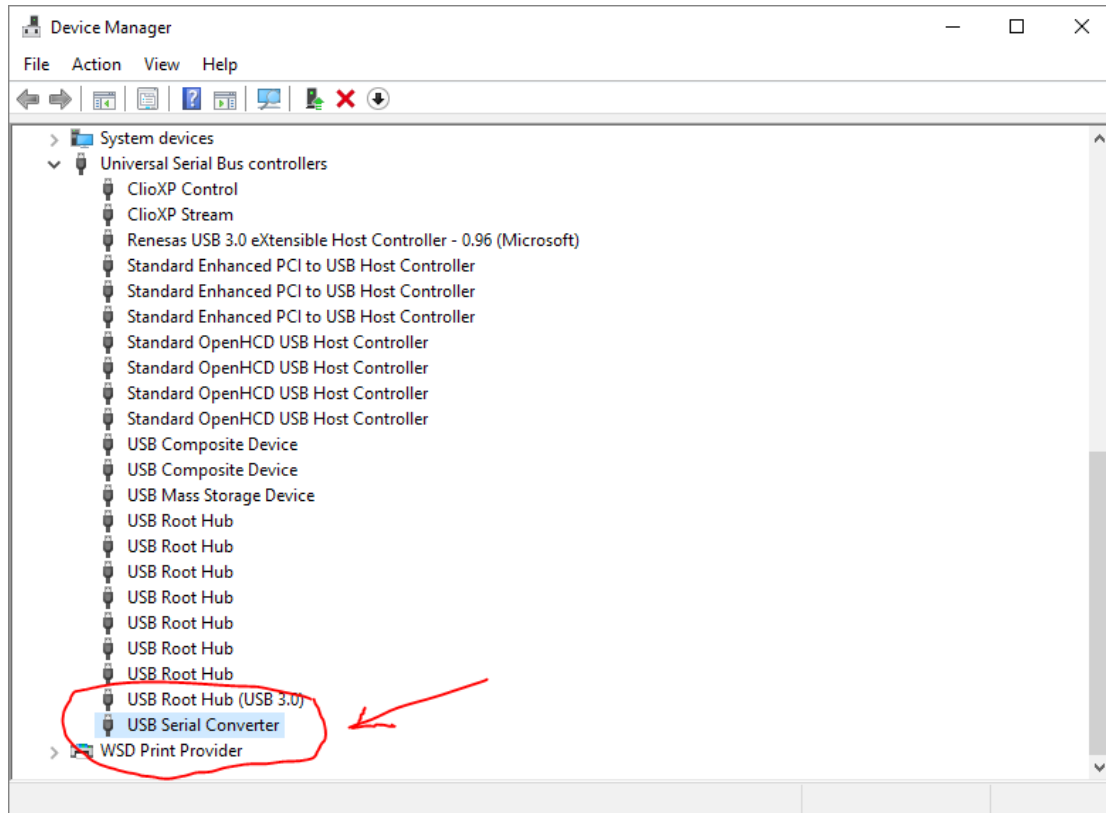 Device Manager
File Action View Help
System devices
Universal Serial Bus controllers
ClioXP Control
ClioXP Stream
Renesas USB 3.0 eXtensible Host Controller - 0.96 (Microsoft)
Standard Enhanced PCI to USB Host Controller
Standard Enhanced PCI to USB Host Controller
Standard Enhanced PCI to USB Host Controller
Standard OpenHCD USB Host Controller
Standard OpenHCD USB Host Controller
Standard OpenHCD USB Host Controller
Standard OpenHCD USB Host Controller
USB Composite Device
USB Composite Device
USB Mass Storage Device
USB Root Hub
USB Root Hub
USB Root Hub
USB Root Hub
USB Root Hub
USB Root Hub
USB Root Hub
USB Root Hub (USB 3.0)
USB Serial Converter
WSD Print Provider